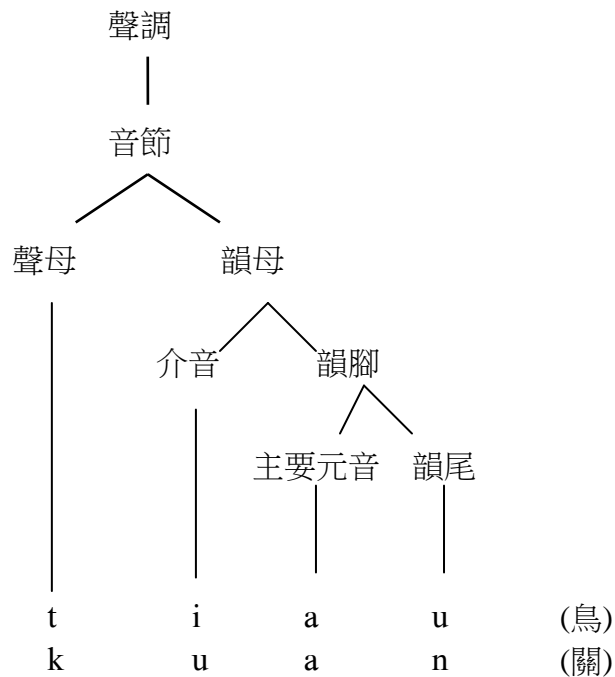 聲調
音節
聲母 韻母
介音 韻腳
主要元音 韻尾
t i a u (鳥)
k u a n (關)